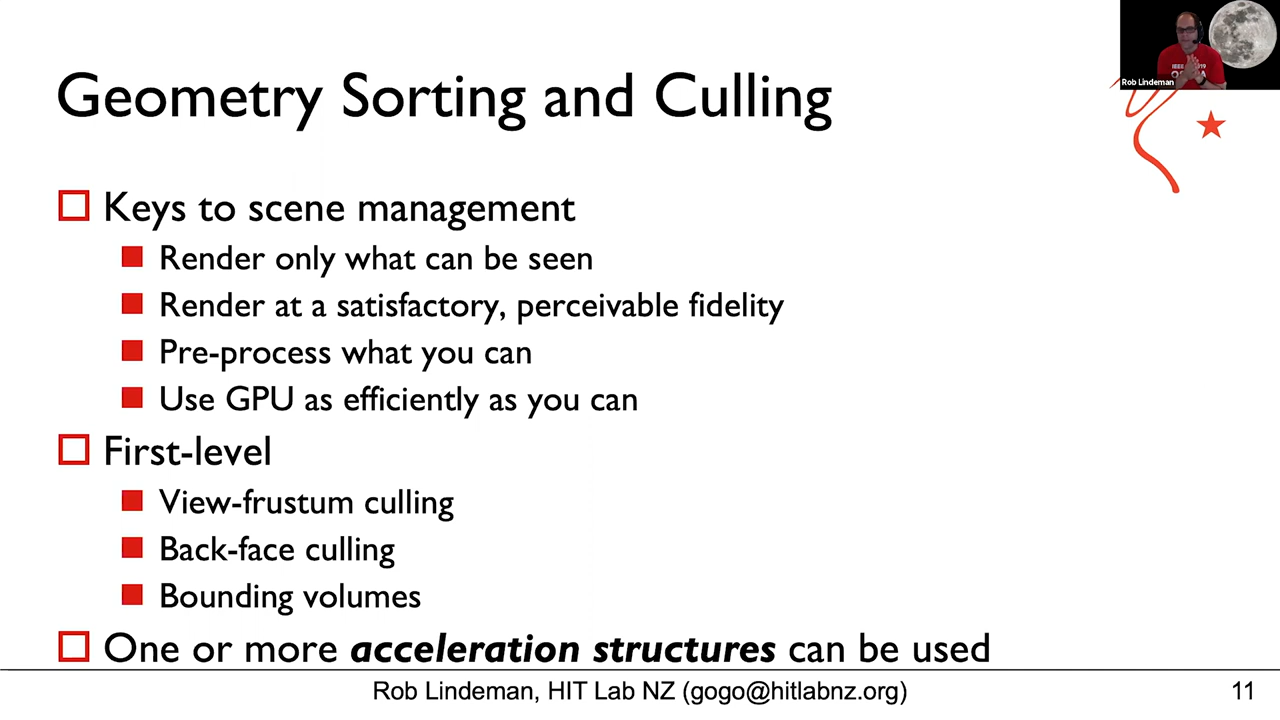 Rob Lindeman
Geometry Sorting and Culling
Keys to scene management
Render only what can be seen
Render at a satisfactory, perceivable fidelity
Pre-process what you can
Use GPU as efficiently as you can
First-level
View-frustum culling
Back-face culling
Bounding volumes
One or more acceleration structures can be used
Rob Lindeman, HIT Lab NZ (gogo@hitlabnz.org)
11